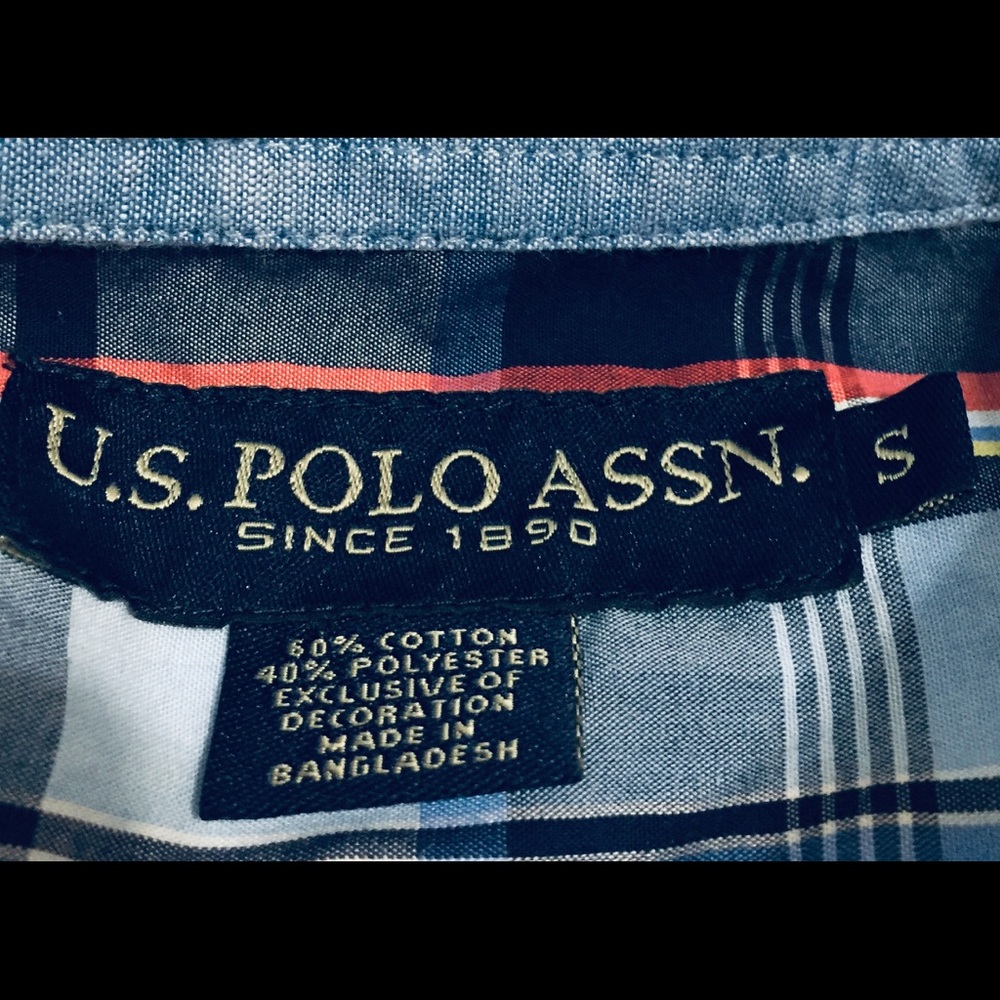 U.S. POLO ASSN.
SINCE 1890
S
60% COTTON
40% POLYESTER
EXCLUSIVE OF
DECORATION
MADE IN
BANGLADESH